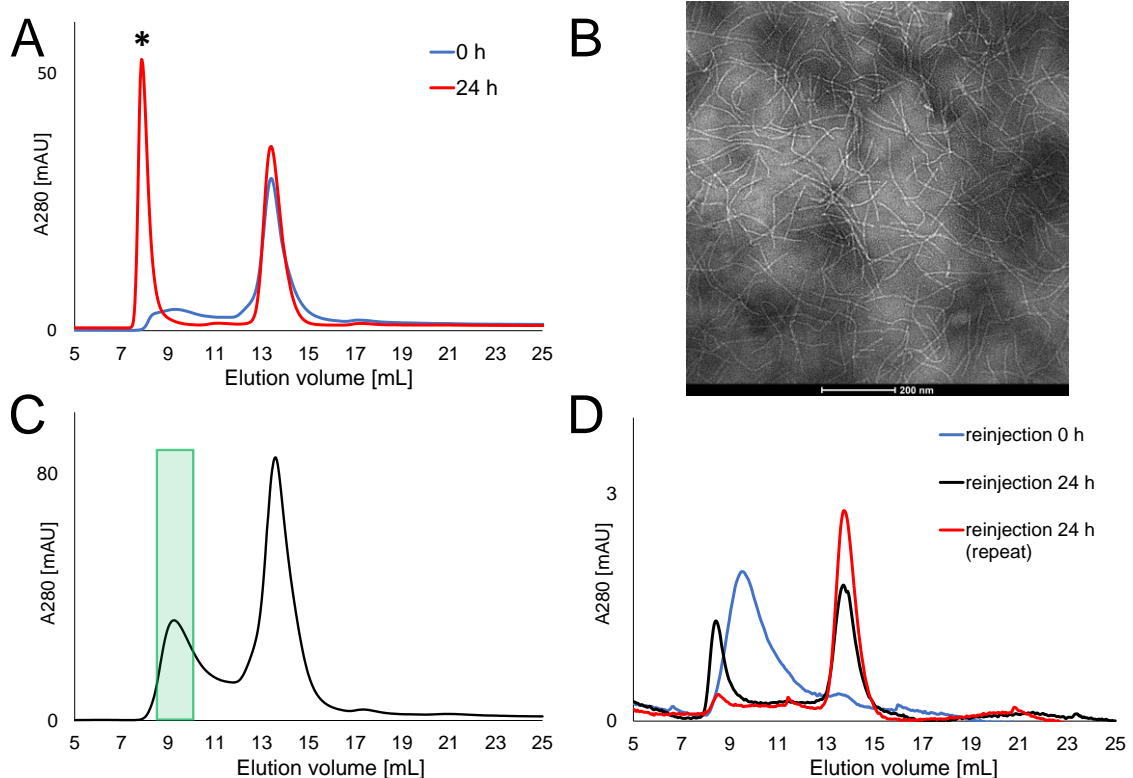 A
*
0 h
24 h
50
0
A280 [mAU]
5 7 9 11 13 15 17 19 21 23 25
Elution volume [mL]
B
200 nm
C
80
0
A280 [mAU]
5 7 9 11 13 15 17 19 21 23 25
Elution volume [mL]
D
reinjection 0 h
reinjection 24 h
reinjection 24 h
(repeat)
3
0
A280 [mAU]
5 7 9 11 13 15 17 19 21 23 25
Elution volume [mL]